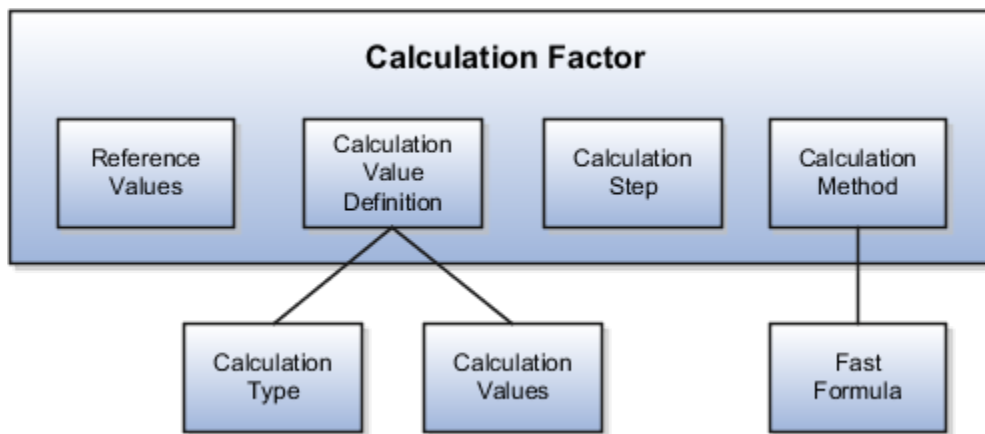 Calculation Factor
Reference
Values
Calculation
Value
Definition
Calculation
Step
Calculation
Method
Calculation
Type
Calculation
Values
Fast
Formula